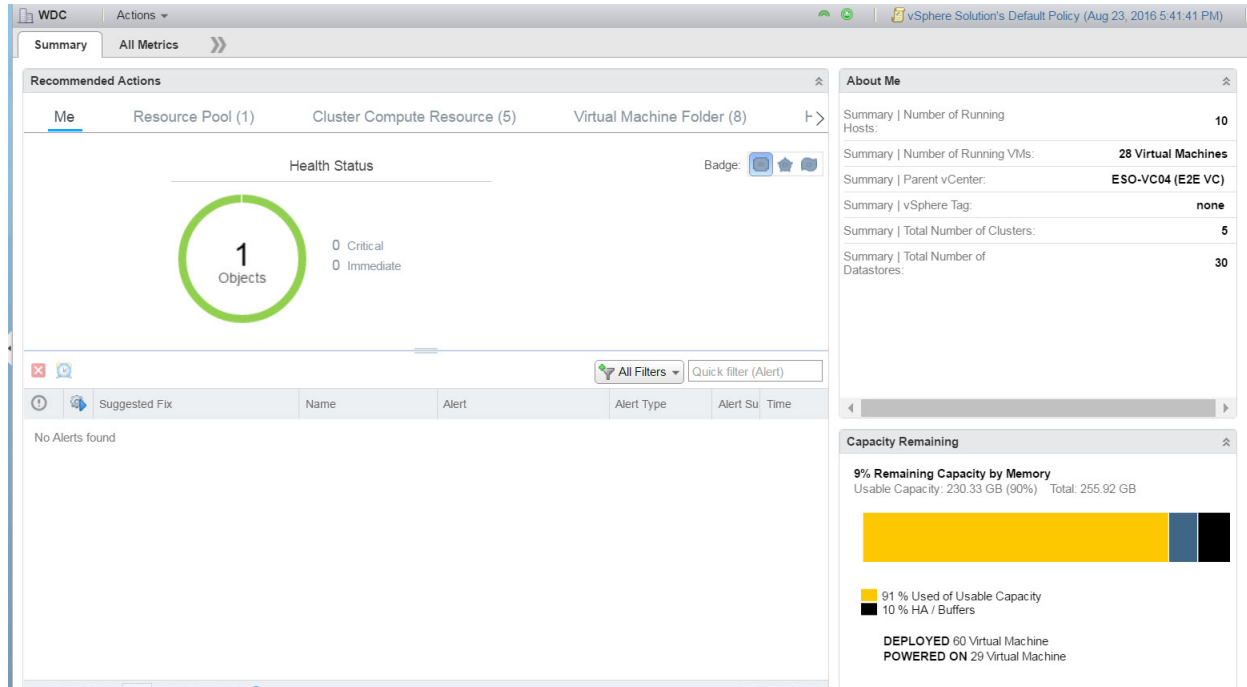 WDC Actions vSphere Solution's Default Policy (Aug 23, 2016 5:41:41 PM)
Summary All Metrics
Recommended Actions
Me Resource Pool (1) Cluster Compute Resource (5) Virtual Machine Folder (8)
Health Status
Badge:
1
Objects
0 Critical
0 Immediate
All Filters Quick filter (Alert)
Suggested Fix Name Alert Alert Type Alert Su Time
No Alerts found
About Me
Summary | Number of Running
Hosts: 10
Summary | Number of Running VMs: 28 Virtual Machines
Summary | Parent vCenter: ESO-VC04 (E2E VC)
Summary | vSphere Tag: none
Summary | Total Number of Clusters: 5
Summary | Total Number of
Datastores: 30
Capacity Remaining
9% Remaining Capacity by Memory
Usable Capacity: 230.33 GB (90%) Total: 255.92 GB
91 % Used of Usable Capacity
10 % HA / Buffers
DEPLOYED 60 Virtual Machine
POWERED ON 29 Virtual Machine